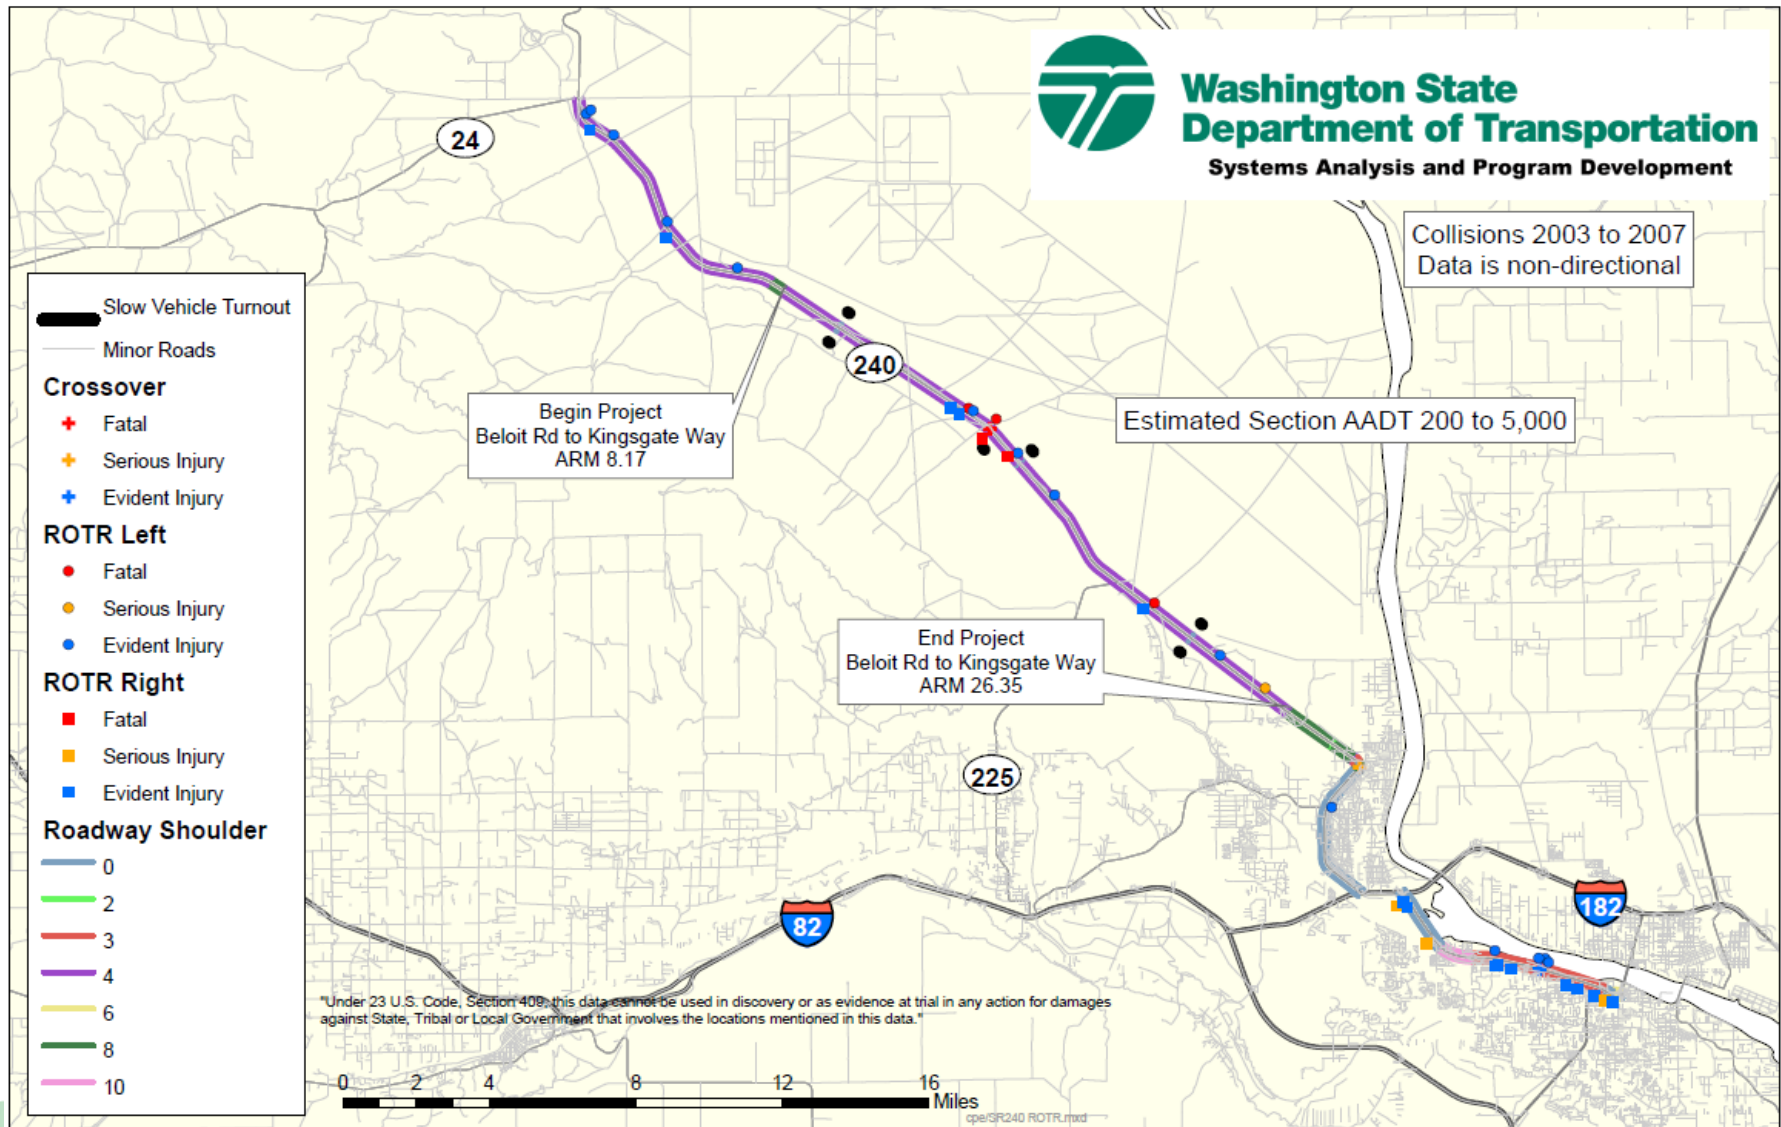 Washington State
Department of Transportation
Systems Analysis and Program Development
24
Collisions 2003 to 2007
Data is non-directional
Slow Vehicle Turnout
Minor Roads
Crossover
Fatal
Serious Injury
Evident Injury
ROTR Left
Fatal
Serious Injury
Evident Injury
ROTR Right
Fatal
Serious Injury
Evident Injury
Roadway Shoulder
0
2
3
4
6
8
10
240
Begin Project
Beloit Rd to Kingsgate Way
ARM 8.17
Estimated Section AADT 200 to 5,000
End Project
Beloit Rd to Kingsgate Way
ARM 26.35
225
82
182
"Under 23 U.S. Code, Section 409, this data cannot be used in discovery or as evidence at trial in any action for damages
against State, Tribal or Local Government that involves the locations mentioned in this data."
0 2 4 8 12 16
Miles
cpe/SR240 ROTR.mxd